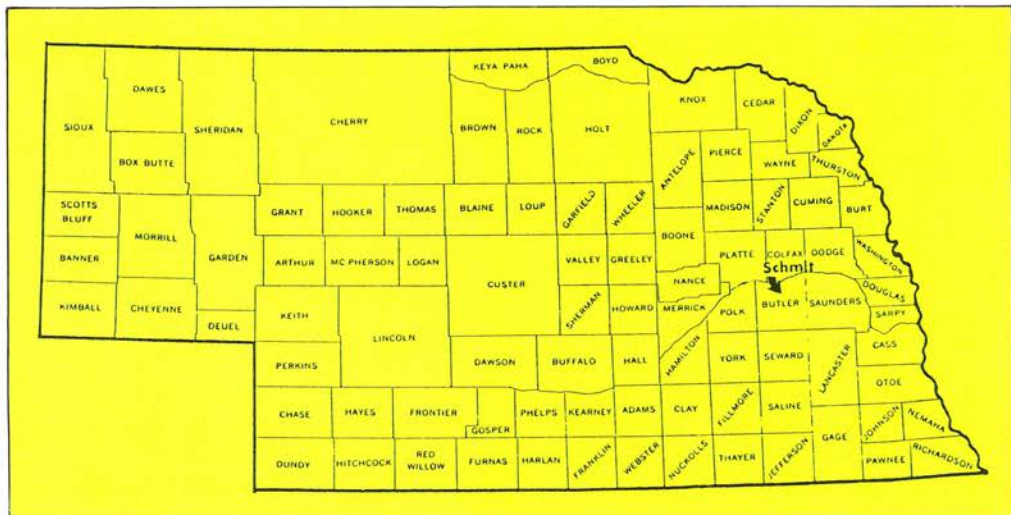 KEYA PAHA
BOYD
DAWES
SIOUX
SHERIDAN
CHERRY
BROWN
ROCK
HOLT
KNOX
CEDAR
DIXON
DAKOTA
BOX BUTTE
ANTELOPE
PIERCE
WAYNE
THURSTON
SCOTTS
BLUFF
GRANT
HOOKER
THOMAS
BLAINE
LOUP
GARFIELD
WHEELER
MADISON
STANTON
CUMING
BURT
MORRILL
GARDEN
BOONE
BANNER
ARTHUR
MC PHERSON
LOGAN
CUSTER
VALLEY
GREELEY
PLATTE
COLFAX
DODGE
WASHINGTON
Schmit
NANCE
KIMBALL
CHEYENNE
DEUEL
KEITH
LINCOLN
SHERMAN
HOWARD
MERRICK
POLK
BUTLER
SAUNDERS
DOUGLAS
SARPY
PERKINS
DAWSON
BUFFALO
HALL
HAMILTON
YORK
SEWARD
LANCASTER
CASS
OTOE
CHASE
HAYES
FRONTIER
GOSPER
PHELPS
KEARNEY
ADAMS
CLAY
FILLMORE
SALINE
GAGE
JOHNSON
NEMAHA
DUNDY
HITCHCOCK
RED
WILLOW
FURNAS
HARLAN
FRANKLIN
WEBSTER
NUCKOLLS
THAYER
JEFFERSON
PAWNEE
RICHARDSON